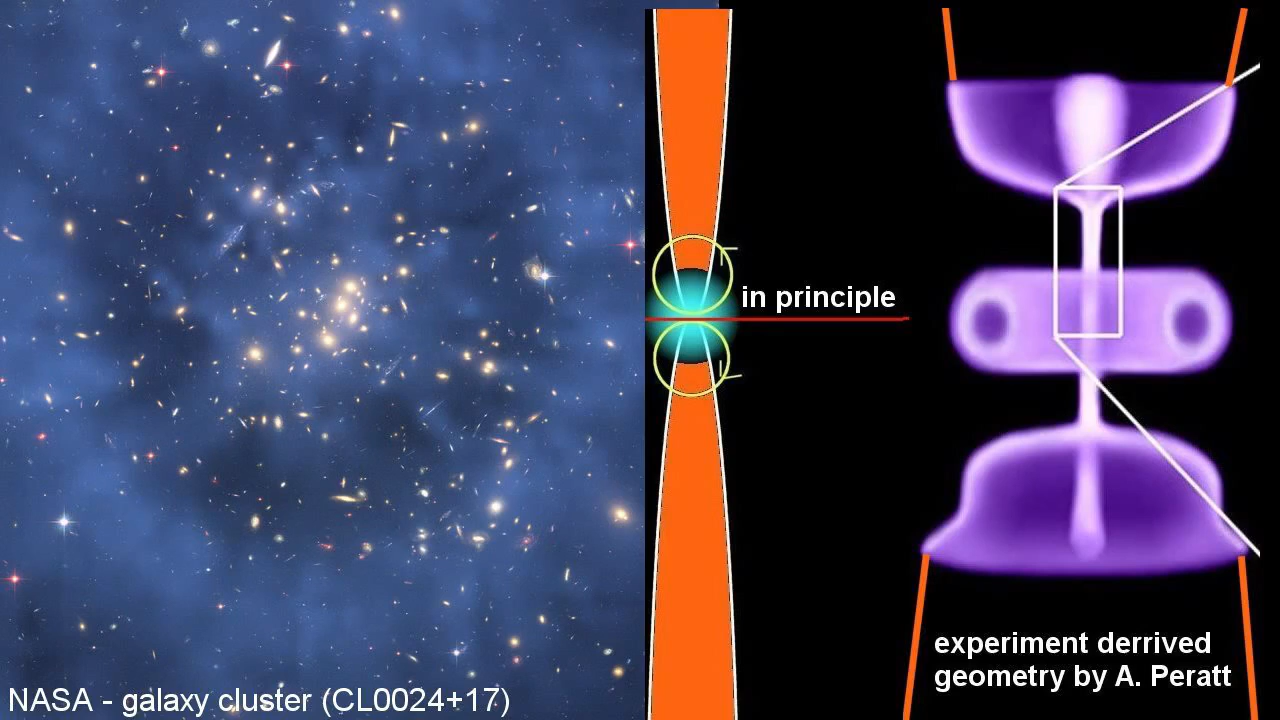 in principle
experiment derrived
geometry by A. Peratt
NASA - galaxy cluster (CL0024+17)